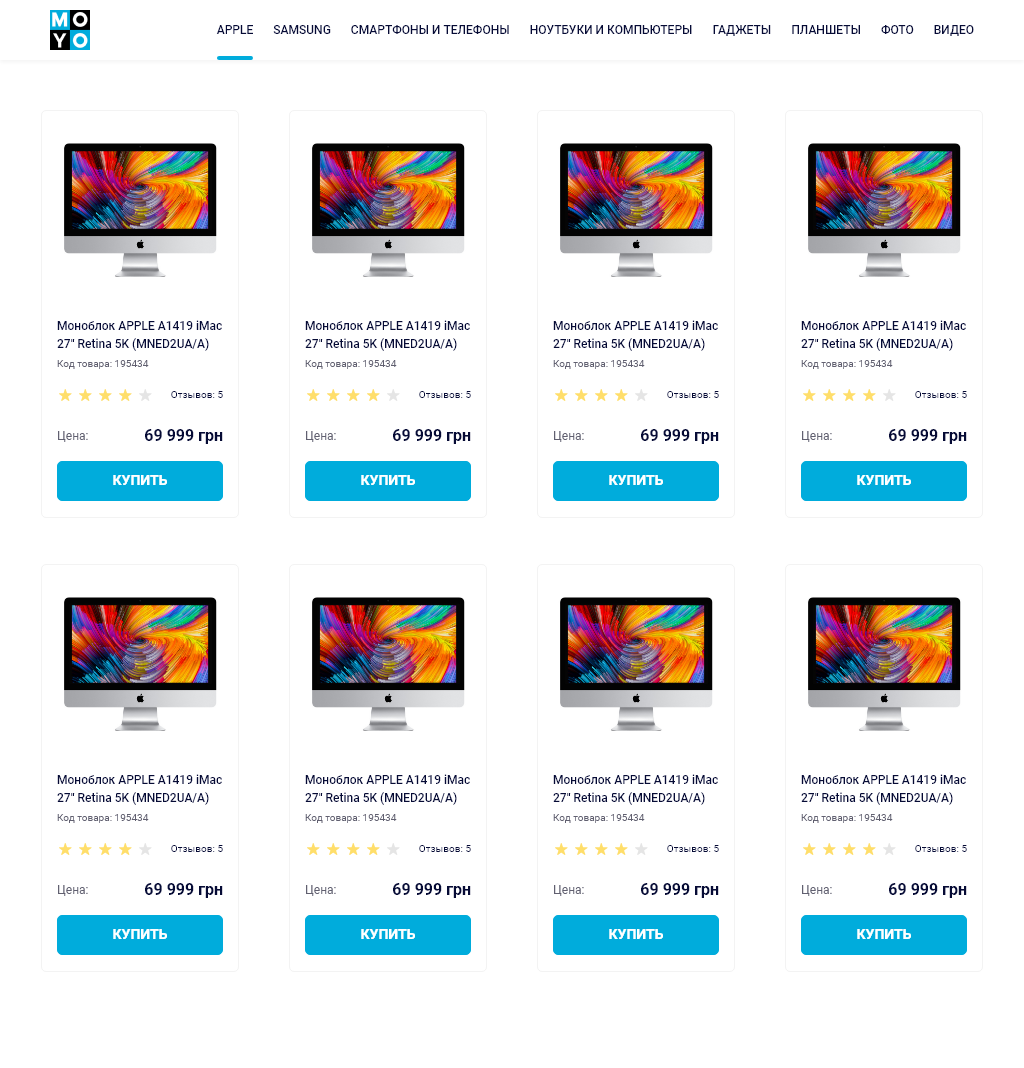 MO
YO
APPLE SAMSUNG СМАРТФОНЫ И ТЕЛЕФОНЫ НОУТБУКИ И КОМПЬЮТЕРЫ ГАДЖЕТЫ ПЛАНШЕТЫ ФОТО ВИДЕО
Моноблок APPLE A1419 iMac
27" Retina 5K (MNED2UA/A)
Код товара: 195434
Отзывов: 5
Цена: 69 999 грн
КУПИТЬ
Моноблок APPLE A1419 iMac
27" Retina 5K (MNED2UA/A)
Код товара: 195434
Отзывов: 5
Цена: 69 999 грн
КУПИТЬ
Моноблок APPLE A1419 iMac
27" Retina 5K (MNED2UA/A)
Код товара: 195434
Отзывов: 5
Цена: 69 999 грн
КУПИТЬ
Моноблок APPLE A1419 iMac
27" Retina 5K (MNED2UA/A)
Код товара: 195434
Отзывов: 5
Цена: 69 999 грн
КУПИТЬ
Моноблок APPLE A1419 iMac
27" Retina 5K (MNED2UA/A)
Код товара: 195434
Отзывов: 5
Цена: 69 999 грн
КУПИТЬ
Моноблок APPLE A1419 iMac
27" Retina 5K (MNED2UA/A)
Код товара: 195434
Отзывов: 5
Цена: 69 999 грн
КУПИТЬ
Моноблок APPLE A1419 iMac
27" Retina 5K (MNED2UA/A)
Код товара: 195434
Отзывов: 5
Цена: 69 999 грн
КУПИТЬ
Моноблок APPLE A1419 iMac
27" Retina 5K (MNED2UA/A)
Код товара: 195434
Отзывов: 5
Цена: 69 999 грн
КУПИТЬ